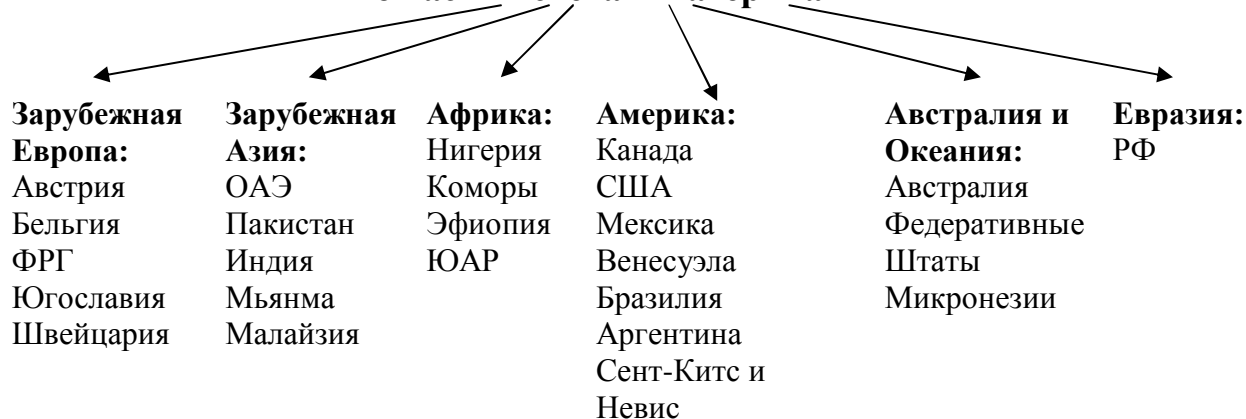 Зарубежная
Европа:
Австрия
Бельгия
ФРГ
Югославия
Швейцария
Зарубежная
Азия:
ОАЭ
Пакистан
Индия
Мьянма
Малайзия
Африка:
Нигерия
Коморы
Эфиопия
ЮАР
Америка:
Канада
США
Мексика
Венесуэла
Бразилия
Аргентина
Сент-Китс и
Невис
Австралия и
Океания:
Австралия
Федеративные
Штаты
Микронезии
Евразия:
РФ